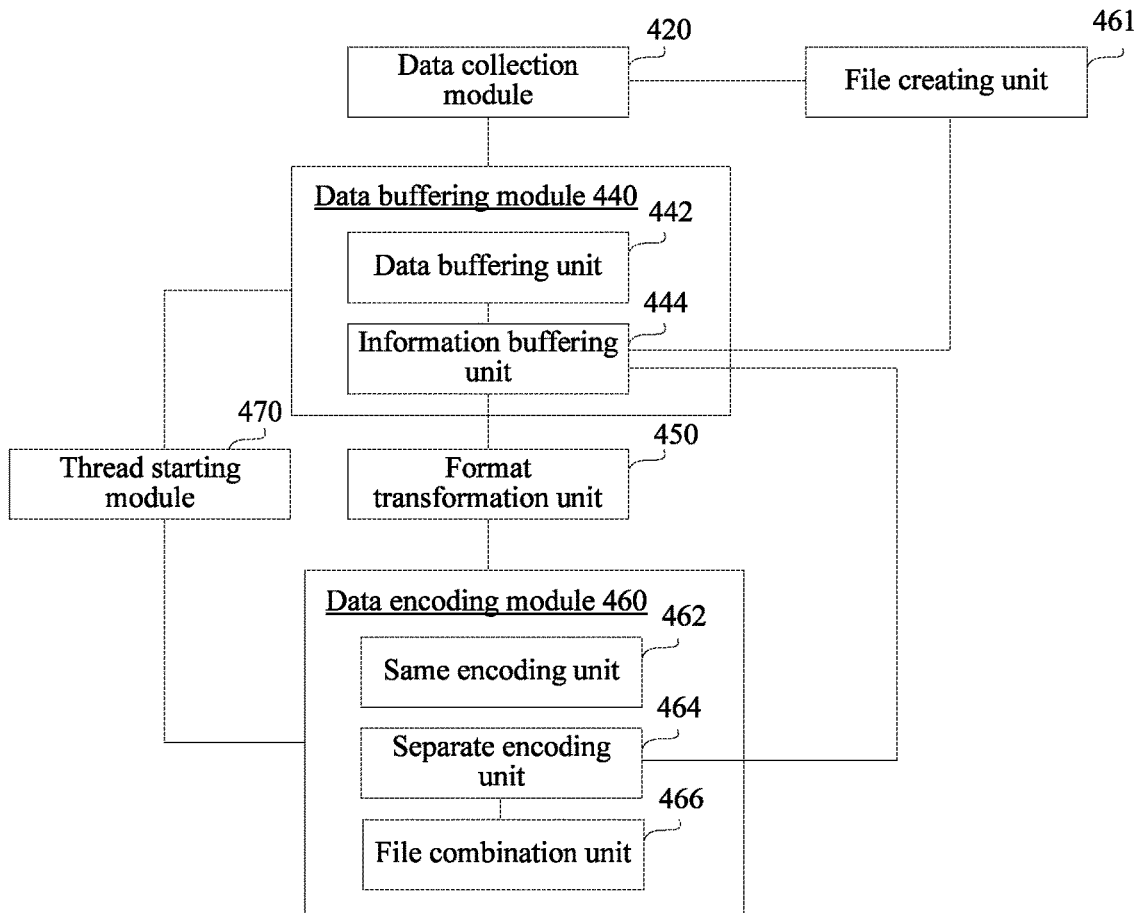 420
Data collection
module
461
File creating unit
Data buffering module 440
442
Data buffering unit
444
Information buffering
unit
470
Thread starting
module
450
Format
transformation unit
Data encoding module 460
462
Same encoding unit
464
Separate encoding
unit
466
File combination unit